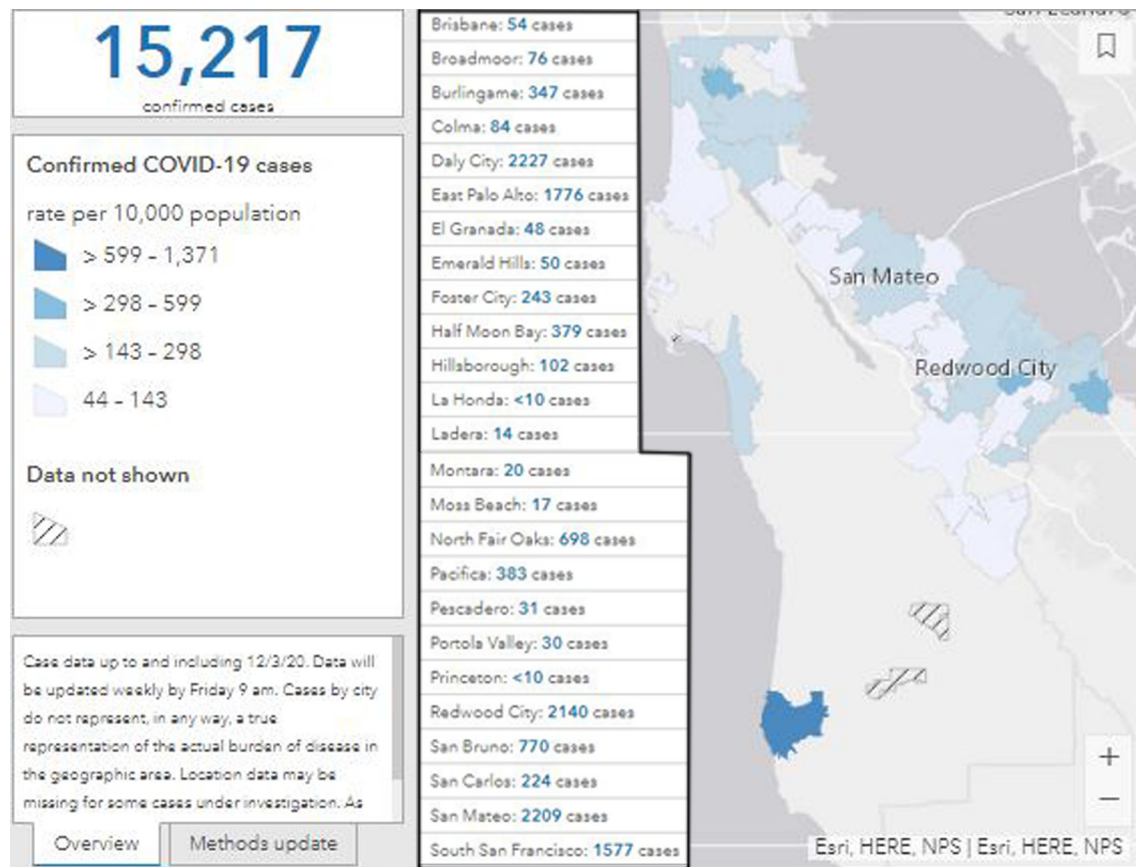 15,217
confirmed cases
Confirmed COVID-19 cases
rate per 10,000 population
> 599 - 1,371
> 298 - 599
> 143 - 298
44 - 143
Data not shown
Case data up to and including 12/3/20. Data will
be updated weekly by Friday 9 am. Cases by city
do not represent, in any way, a true
representation of the actual burden of disease in
the geographic area. Location data may be
missing for some cases under investigation. As
Overview
Methods update
Brisbane: 54 cases
Broadmoor: 76 cases
Burlingame: 347 cases
Colma: 84 cases
Daly City: 2227 cases
East Palo Alto: 1776 cases
El Granada: 48 cases
Emerald Hills: 50 cases
Foster City: 243 cases
Half Moon Bay: 379 cases
Hillsborough: 102 cases
La Honda: <10 cases
Ladera: 14 cases
Montara: 20 cases
Moss Beach: 17 cases
North Fair Oaks: 698 cases
Pacifica: 383 cases
Pescadero: 31 cases
Portola Valley: 30 cases
Princeton: <10 cases
Redwood City: 2140 cases
San Bruno: 770 cases
San Carlos: 224 cases
San Mateo: 2209 cases
South San Francisco: 1577 cases
San Mateo
Redwood City
+
−
Esri, HERE, NPS | Esri, HERE, NPS